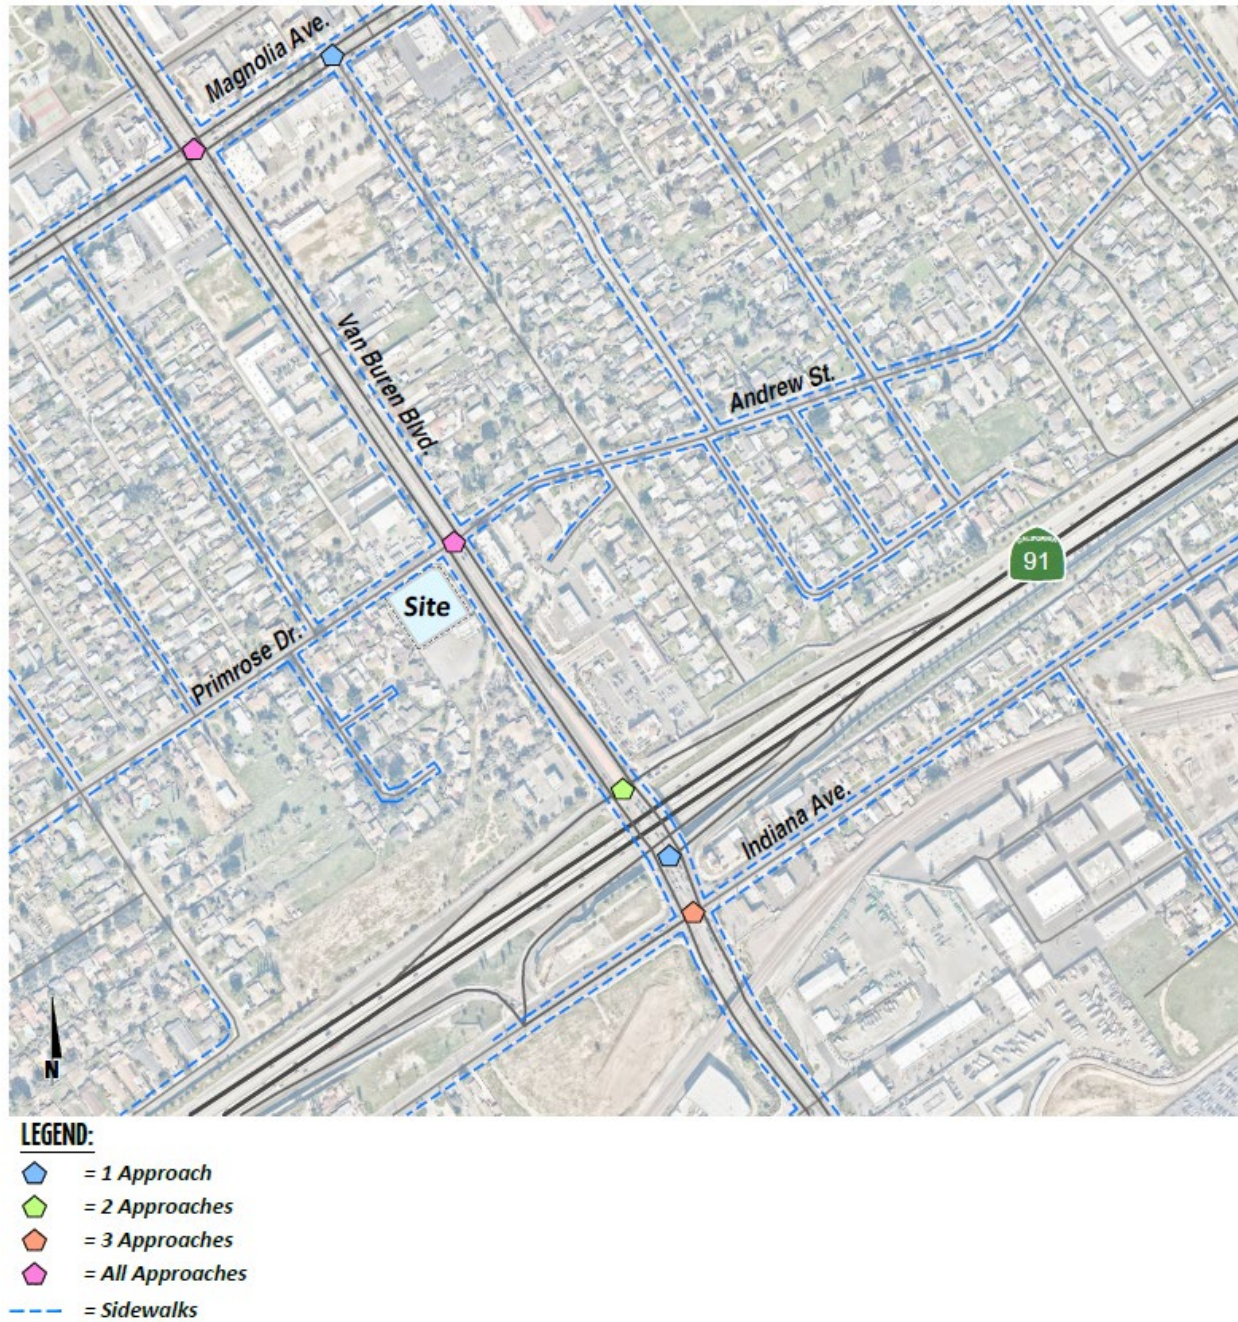 Magnolia Ave.
Van Buren Blvd.
Andrew St.
CALIFORNIA
91
Site
Primrose Dr.
Indiana Ave.
N
LEGEND:
= 1 Approach
= 2 Approaches
= 3 Approaches
= All Approaches
= Sidewalks